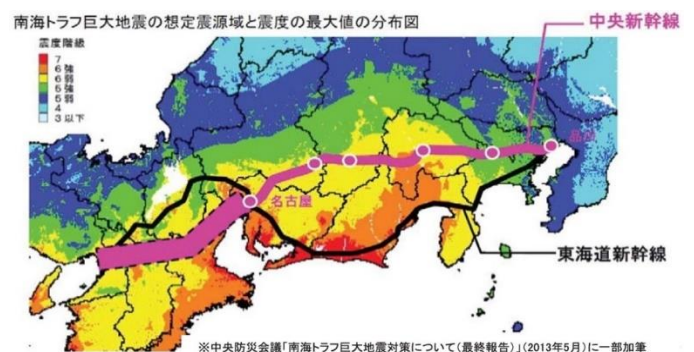 南海トラフ巨大地震の想定震源域と震度の最大値の分布図
中央新幹線
震度階級
7
6強
6弱
5強
5弱
4
3以下
品川
名古屋
東海道新幹線
※中央防災会議「南海トラフ巨大地震対策について(最終報告)」(2013年5月)に一部加筆